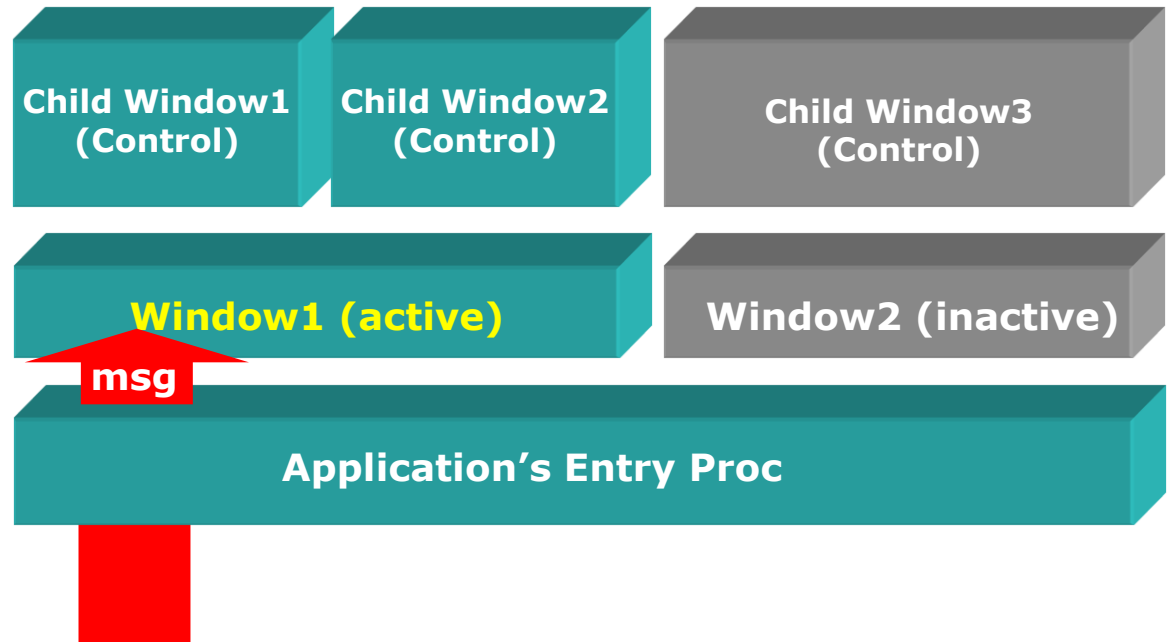 Child Window1
(Control)
Child Window2
(Control)
Child Window3
(Control)
Window1 (active)
Window2 (inactive)
msg
Application’s Entry Proc